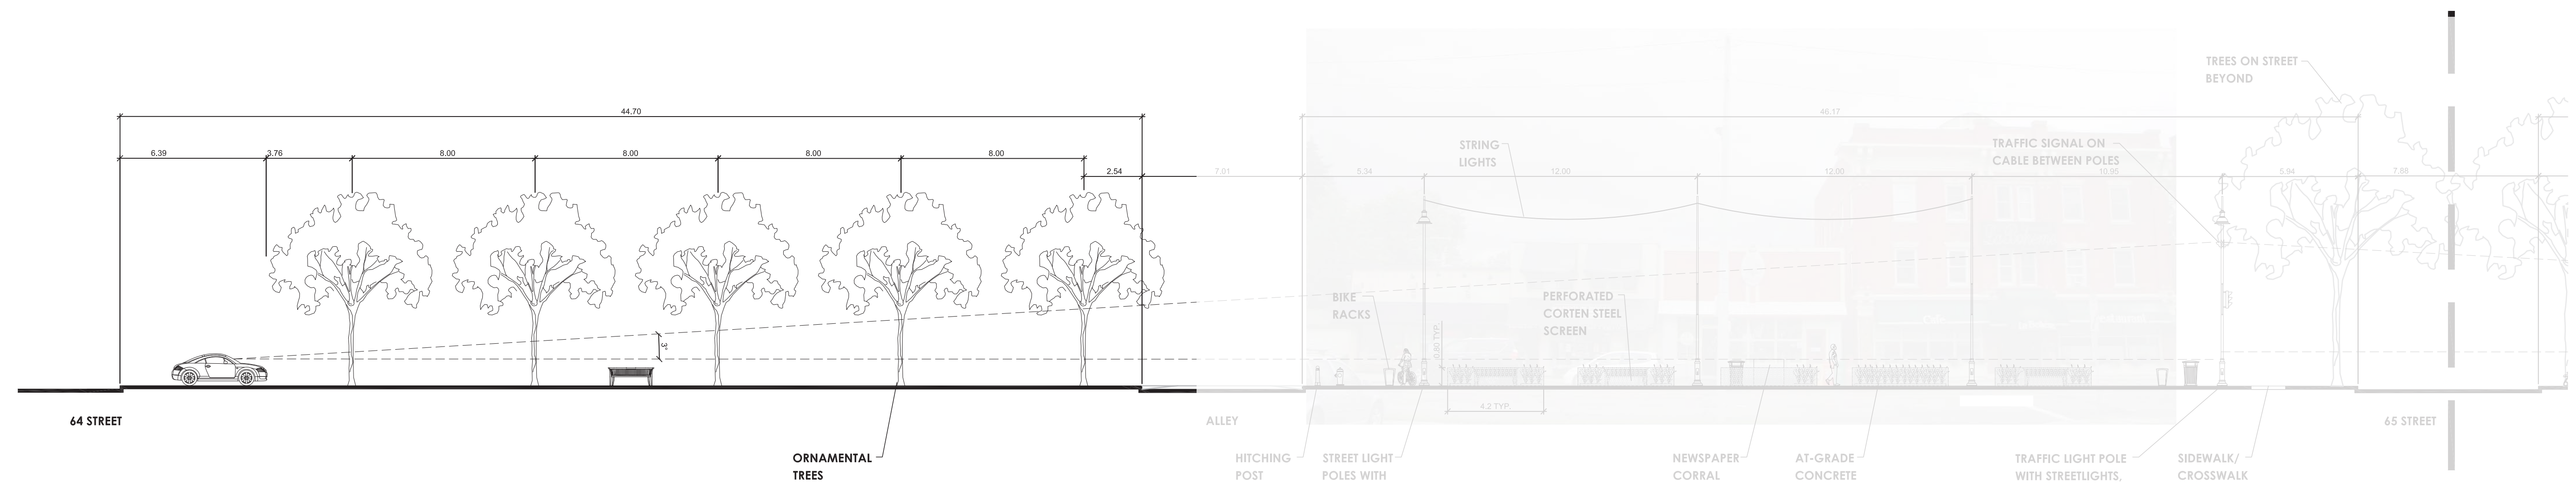 TREES ON STREET
BEYOND
44.70
46.17
STRING
LIGHTS
TRAFFIC SIGNAL ON
CABLE BETWEEN POLES
6.39
3.76
8.00
8.00
8.00
8.00
2.54
7.01
5.34
12.00
12.00
10.95
5.94
7.88
BIKE
RACKS
PERFORATED
CORTEN STEEL
SCREEN
3°
0.80 TYP.
4.2 TYP.
64 STREET
ALLEY
65 STREET
ORNAMENTAL
TREES
HITCHING
POST
STREET LIGHT
POLES WITH
NEWSPAPER
CORRAL
AT-GRADE
CONCRETE
TRAFFIC LIGHT POLE
WITH STREETLIGHTS,
SIDEWALK/
CROSSWALK